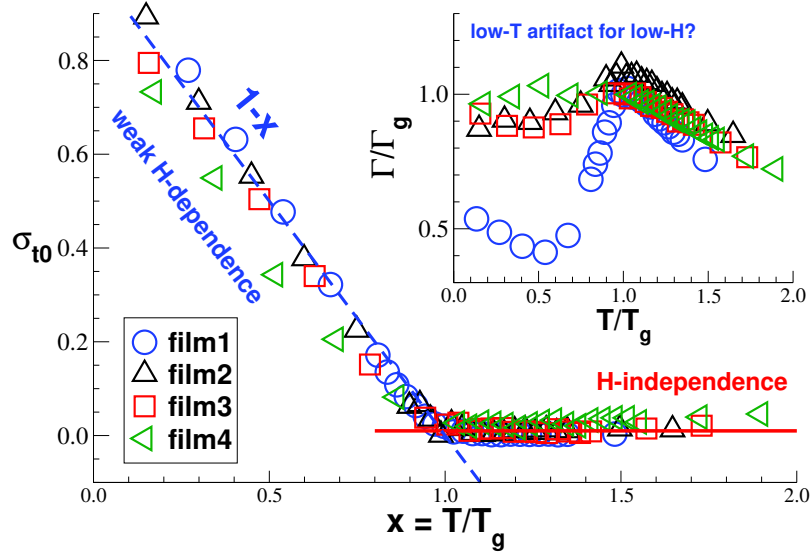 low-T artifact for low-H?
1.0
0.5
Γ/Γg
0.0 0.5 1.0 1.5 2.0
T/Tg
0.8
0.6
0.4
0.2
0.0
σt0
1-x
weak H-dependence
film1
film2
film3
film4
H-independence
0.0 0.5 1.0 1.5 2.0
x = T/Tg